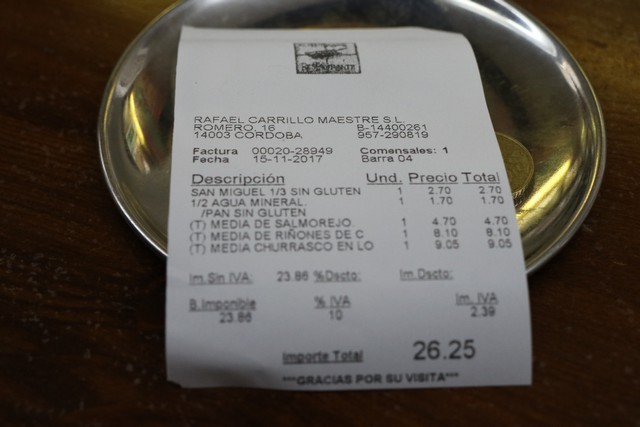 RAFAEL CARRILLO MAESTRE S.L.
ROMERO, 16 B-14400261
14003 CORDOBA 957-290819
Factura 00020-28949 Comensales: 1
Fecha 15-11-2017 Barra 04
Descripción Und. Precio Total
SAN MIGUEL 1/3 SIN GLUTEN 1 2.70 2.70
1/2 AGUA MINERAL. 1 1.70 1.70
/PAN SIN GLUTEN
(T) MEDIA DE SALMOREJO. 1 4.70 4.70
(T) MEDIA DE RIÑONES DE C 1 8.10 8.10
(T) MEDIA CHURRASCO EN LO 1 9.05 9.05
Im.Sin IVA: 23.86 %Dscto: Im.Dscto:
B.Imponible % IVA Im. IVA
23.86 10 2.39
Importe Total 26.25
***GRACIAS POR SU VISITA***